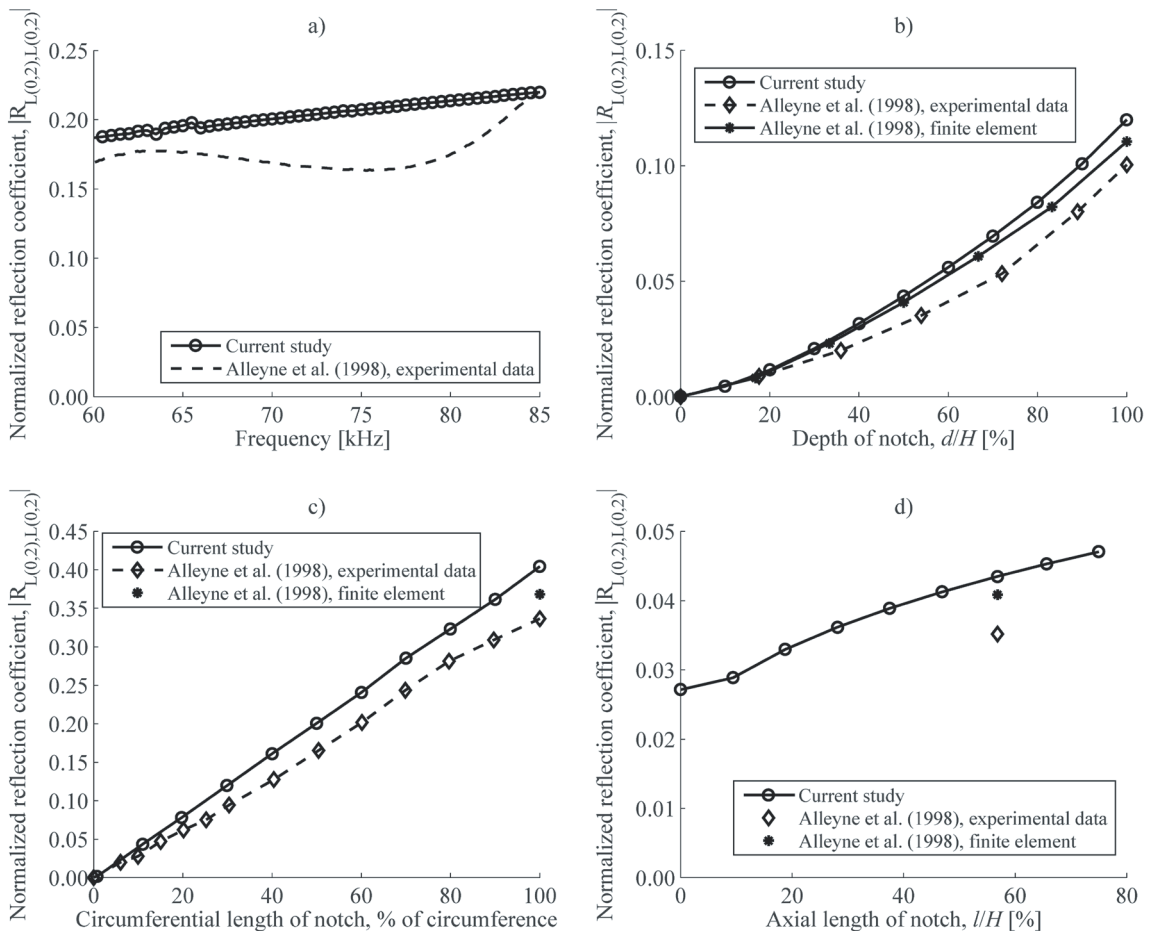 a)
Normalized reflection coefficient, |R_L(0,2),L(0,2)|
0.25
0.20
0.15
0.10
0.05
0.00
Current study
Alleyne et al. (1998), experimental data
60
65
70
75
80
85
Frequency [kHz]
b)
Normalized reflection coefficient, |R_L(0,2),L(0,2)|
0.15
0.10
0.05
0.00
Current study
Alleyne et al. (1998), experimental data
Alleyne et al. (1998), finite element
0
20
40
60
80
100
Depth of notch, d/H [%]
c)
Normalized reflection coefficient, |R_L(0,2),L(0,2)|
0.45
0.40
0.35
0.30
0.25
0.20
0.15
0.10
0.05
0.00
Current study
Alleyne et al. (1998), experimental data
Alleyne et al. (1998), finite element
0
20
40
60
80
100
Circumferential length of notch, % of circumference
d)
Normalized reflection coefficient, |R_L(0,2),L(0,2)|
0.05
0.04
0.03
0.02
0.01
0.00
Current study
Alleyne et al. (1998), experimental data
Alleyne et al. (1998), finite element
0
20
40
60
80
Axial length of notch, l/H [%]